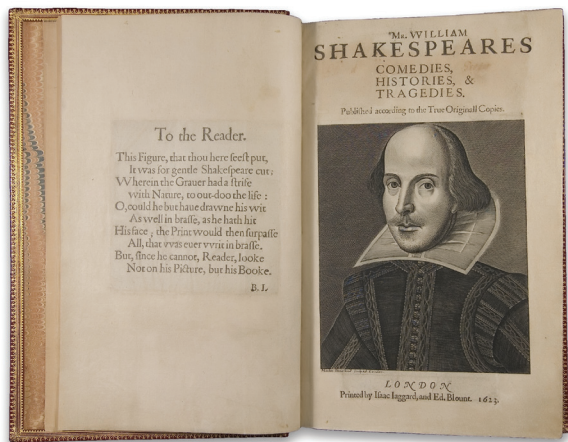 To the Reader.
This Figure, that thou here seest put,
It was for gentle Shakespeare cut:
Wherein the Grauer had a strife
with Nature, to out-doo the life :
O, could he but haue drawne his wit
As well in brasse, as he hath hit
His face ; the Print would then surpasse
All, that vvas euer vvrit in brasse.
But, since he cannot, Reader, looke
Not on his Picture, but his Booke.
B. I.
Mr. WILLIAM
SHAKESPEARES
COMEDIES,
HISTORIES, &
TRAGEDIES.
Published according to the True Originall Copies.
LONDON
Printed by Isaac Iaggard, and Ed. Blount. 1623.